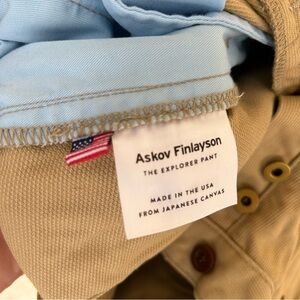 Askov Finlayson
THE EXPLORER PANT
MADE IN THE USA
FROM JAPANESE CANVAS